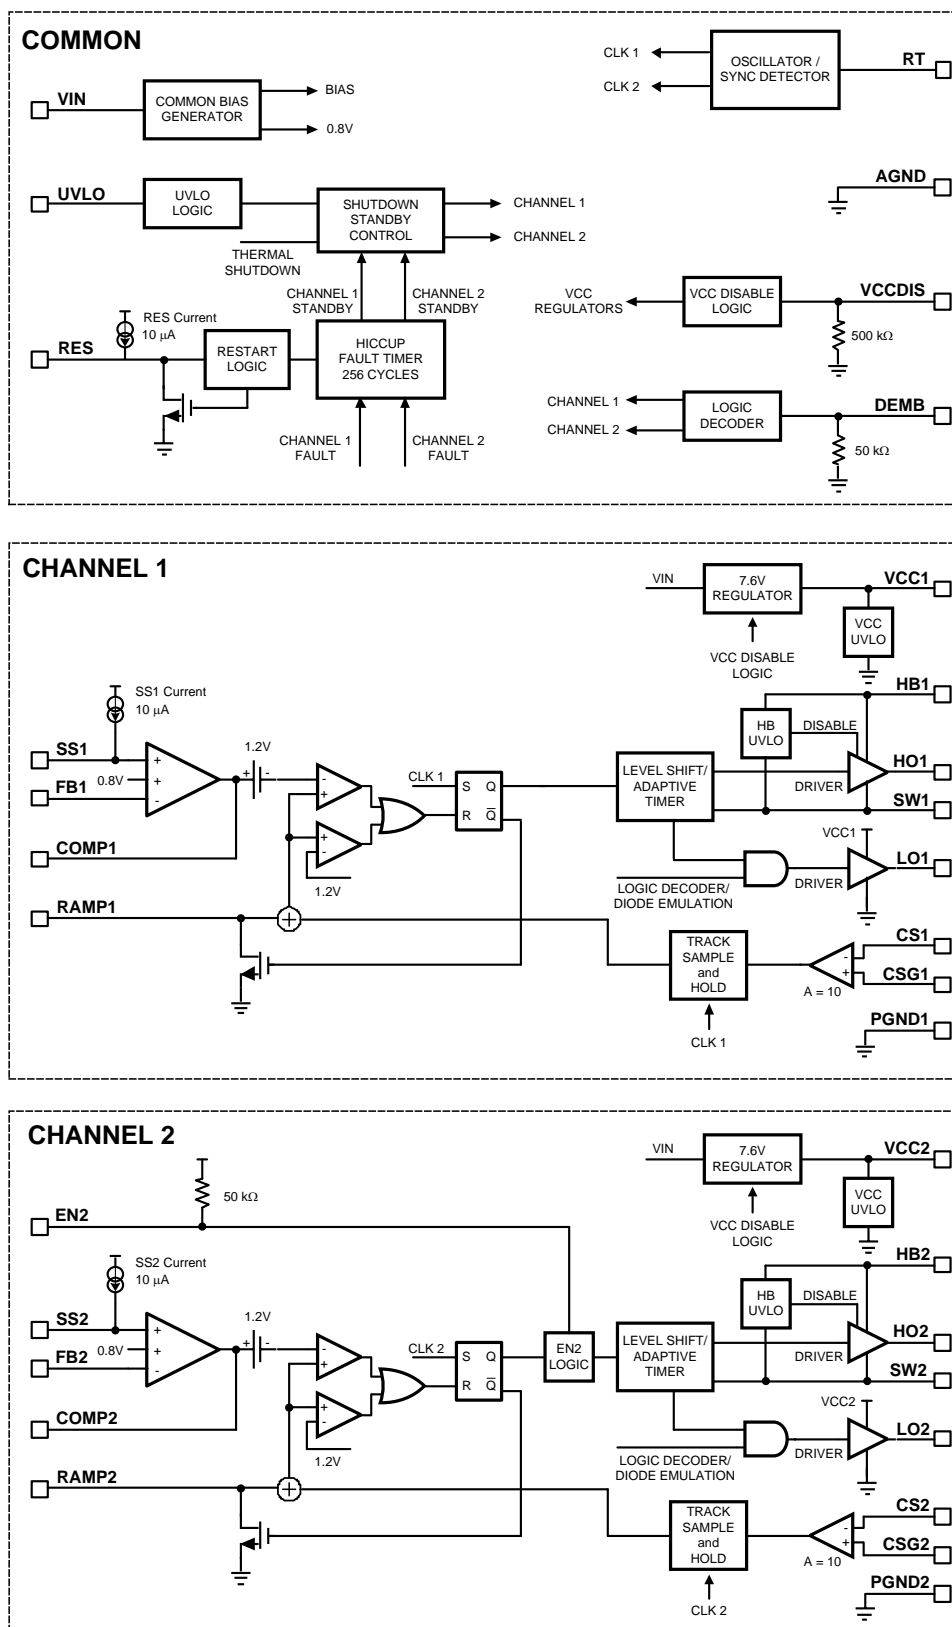 COMMON
CLK 1
CLK 2
OSCILLATOR /
SYNC DETECTOR
RT
VIN
COMMON BIAS
GENERATOR
BIAS
0.8V
UVLO
UVLO
LOGIC
SHUTDOWN
STANDBY
CONTROL
CHANNEL 1
CHANNEL 2
AGND
THERMAL
SHUTDOWN
CHANNEL 1
STANDBY
CHANNEL 2
STANDBY
VCC
REGULATORS
VCC DISABLE
LOGIC
VCCDIS
500 kΩ
RES Current
10 μA
RES
RESTART
LOGIC
HICCUP
FAULT TIMER
256 CYCLES
CHANNEL 1
CHANNEL 2
LOGIC
DECODER
DEMB
50 kΩ
CHANNEL 1
FAULT
CHANNEL 2
FAULT
CHANNEL 1
VIN
7.6V
REGULATOR
VCC1
VCC
UVLO
VCC DISABLE
LOGIC
SS1 Current
10 μA
SS1
0.8V
FB1
+
+
-
1.2V
+ -
-
+
+
-
1.2V
CLK 1
S Q
R Q̅
LEVEL SHIFT/
ADAPTIVE
TIMER
HB1
HB
UVLO
DISABLE
DRIVER
HO1
SW1
COMP1
VCC1
LO1
DRIVER
LOGIC DECODER/
DIODE EMULATION
RAMP1
+
TRACK
SAMPLE
and
HOLD
CLK 1
-
+
A = 10
CS1
CSG1
PGND1
CHANNEL 2
VIN
7.6V
REGULATOR
VCC2
VCC
UVLO
VCC DISABLE
LOGIC
50 kΩ
EN2
SS2 Current
10 μA
SS2
0.8V
FB2
+
+
-
1.2V
+ -
-
+
+
-
1.2V
CLK 2
S Q
R Q̅
EN2
LOGIC
LEVEL SHIFT/
ADAPTIVE
TIMER
HB2
HB
UVLO
DISABLE
DRIVER
HO2
SW2
COMP2
VCC2
LO2
DRIVER
LOGIC DECODER/
DIODE EMULATION
RAMP2
+
TRACK
SAMPLE
and
HOLD
CLK 2
-
+
A = 10
CS2
CSG2
PGND2